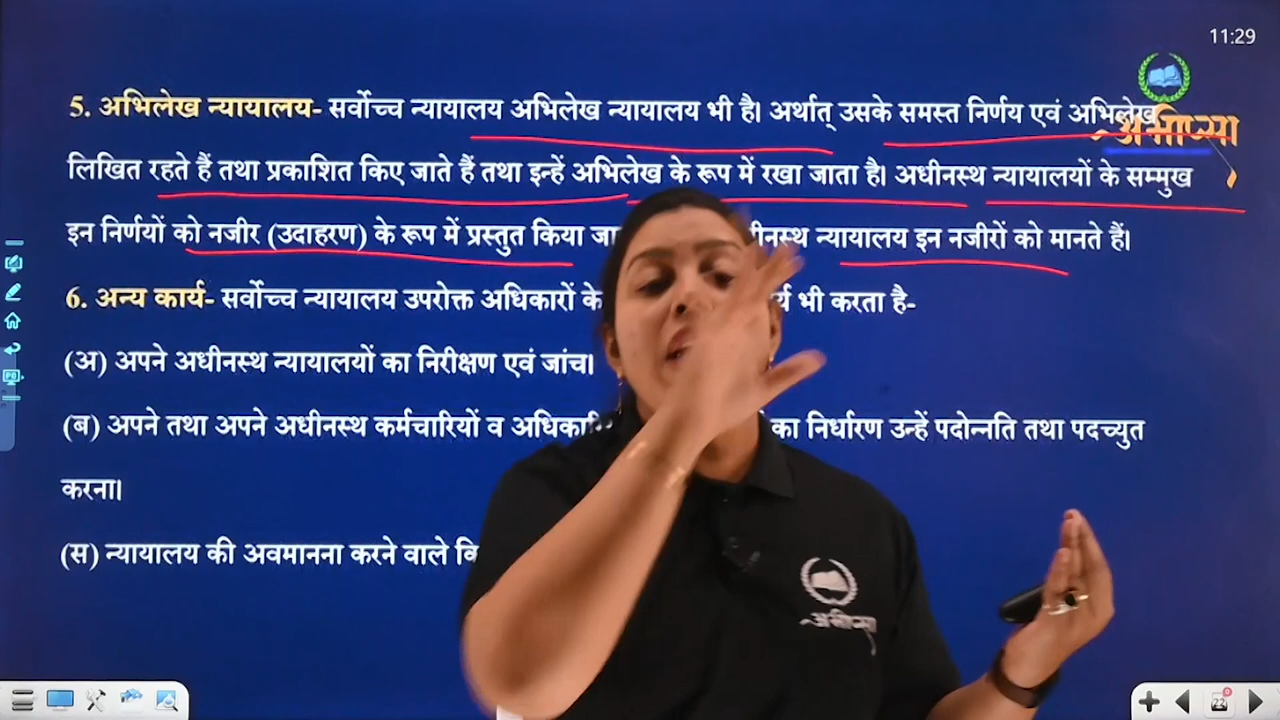 11:29
5. अभिलेख न्यायालय- सर्वोच्च न्यायालय अभिलेख न्यायालय भी है। अर्थात् उसके समस्त निर्णय एवं अभिलेख
अभीप्सा
लिखित रहते हैं तथा प्रकाशित किए जाते हैं तथा इन्हें अभिलेख के रूप में रखा जाता है। अधीनस्थ न्यायालयों के सम्मुख
इन निर्णयों को नजीर (उदाहरण) के रूप में प्रस्तुत किया न्यायालय इन नजीरों को मानते हैं।
6. अन्य कार्य- सर्वोच्च न्यायालय उपरोक्त अधिकारों के भी करता है-
(अ) अपने अधीनस्थ न्यायालयों का निरीक्षण एवं जांच।
(ब) अपने तथा अपने अधीनस्थ कर्मचारियों व का निर्धारण उन्हें पदोन्नति तथा पदच्युत
करना।
(स) न्यायालय की अवमानना करने वाले
अभीप्सा
22